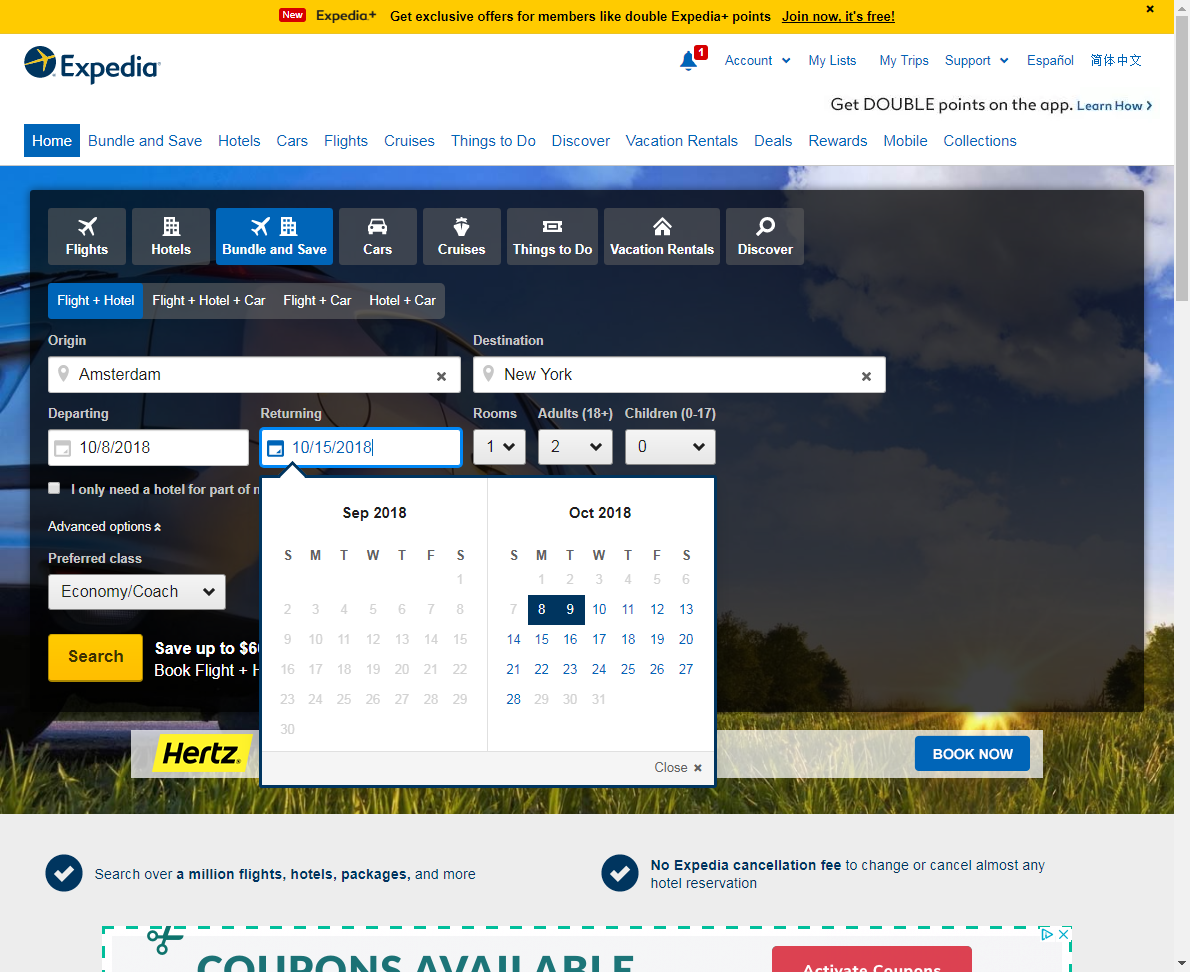 New Expedia+ Get exclusive offers for members like double Expedia+ points Join now, it's free! ×
Expedia
1 Account My Lists My Trips Support Español 简体中文
Get DOUBLE points on the app. Learn How
Home Bundle and Save Hotels Cars Flights Cruises Things to Do Discover Vacation Rentals Deals Rewards Mobile Collections
Flights Hotels Bundle and Save Cars Cruises Things to Do Vacation Rentals Discover
Flight + Hotel Flight + Hotel + Car Flight + Car Hotel + Car
Origin Destination
Amsterdam × New York ×
Departing Returning Rooms Adults (18+) Children (0-17)
10/8/2018 10/15/2018 1 2 0
I only need a hotel for part of
Advanced options
Preferred class
Economy/Coach
Search Save up to $6
Book Flight + H
Sep 2018 Oct 2018
S M T W T F S S M T W T F S
1 1 2 3 4 5 6
2 3 4 5 6 7 8 7 8 9 10 11 12 13
9 10 11 12 13 14 15 14 15 16 17 18 19 20
16 17 18 19 20 21 22 21 22 23 24 25 26 27
23 24 25 26 27 28 29 28 29 30 31
30
Close ×
Hertz. BOOK NOW
Search over a million flights, hotels, packages, and more
No Expedia cancellation fee to change or cancel almost any
hotel reservation
COUPONS AVAILABLE
Activate Coupons